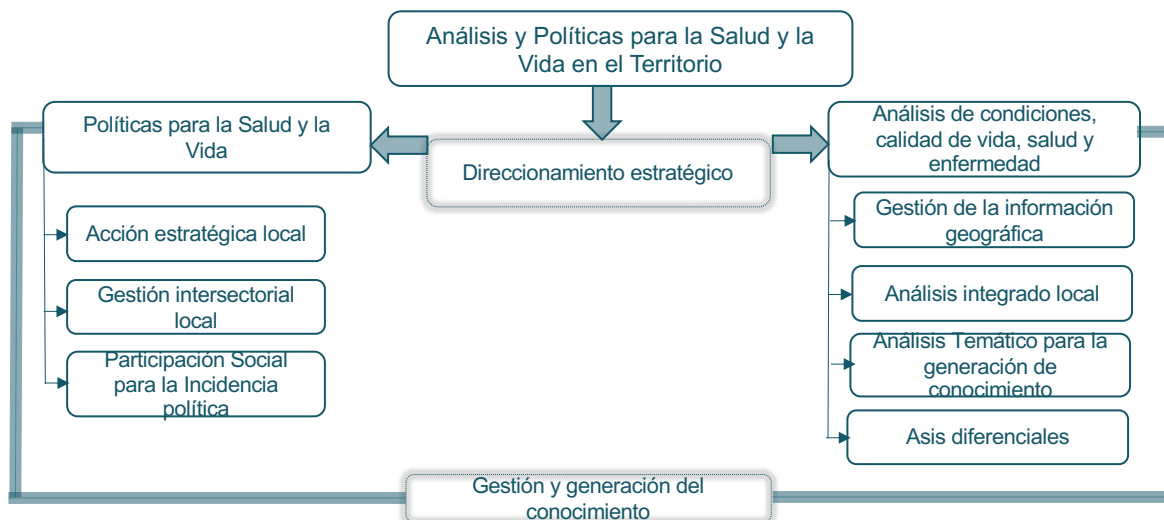 Análisis y Políticas para la Salud y la
Vida en el Territorio
Políticas para la Salud y la
Vida
Direccionamiento estratégico
Análisis de condiciones,
calidad de vida, salud y
enfermedad
Acción estratégica local
Gestión intersectorial
local
Participación Social
para la Incidencia
política
Gestión de la información
geográfica
Análisis integrado local
Análisis Temático para la
generación de
conocimiento
Asis diferenciales
Gestión y generación del
conocimiento